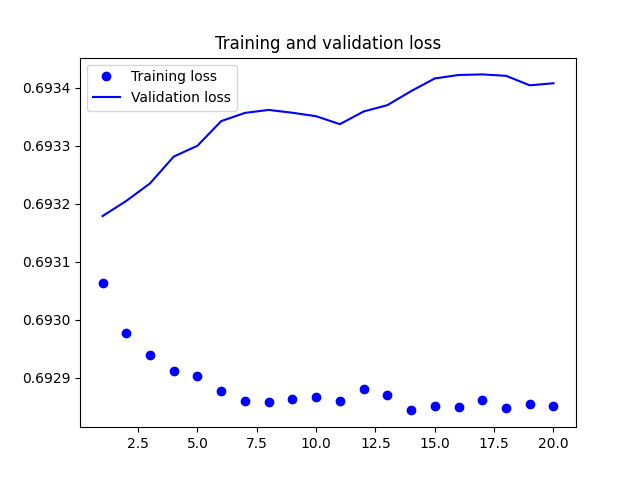 Training and validation loss
Training loss
Validation loss
0.6934
0.6933
0.6932
0.6931
0.6930
0.6929
2.5 5.0 7.5 10.0 12.5 15.0 17.5 20.0